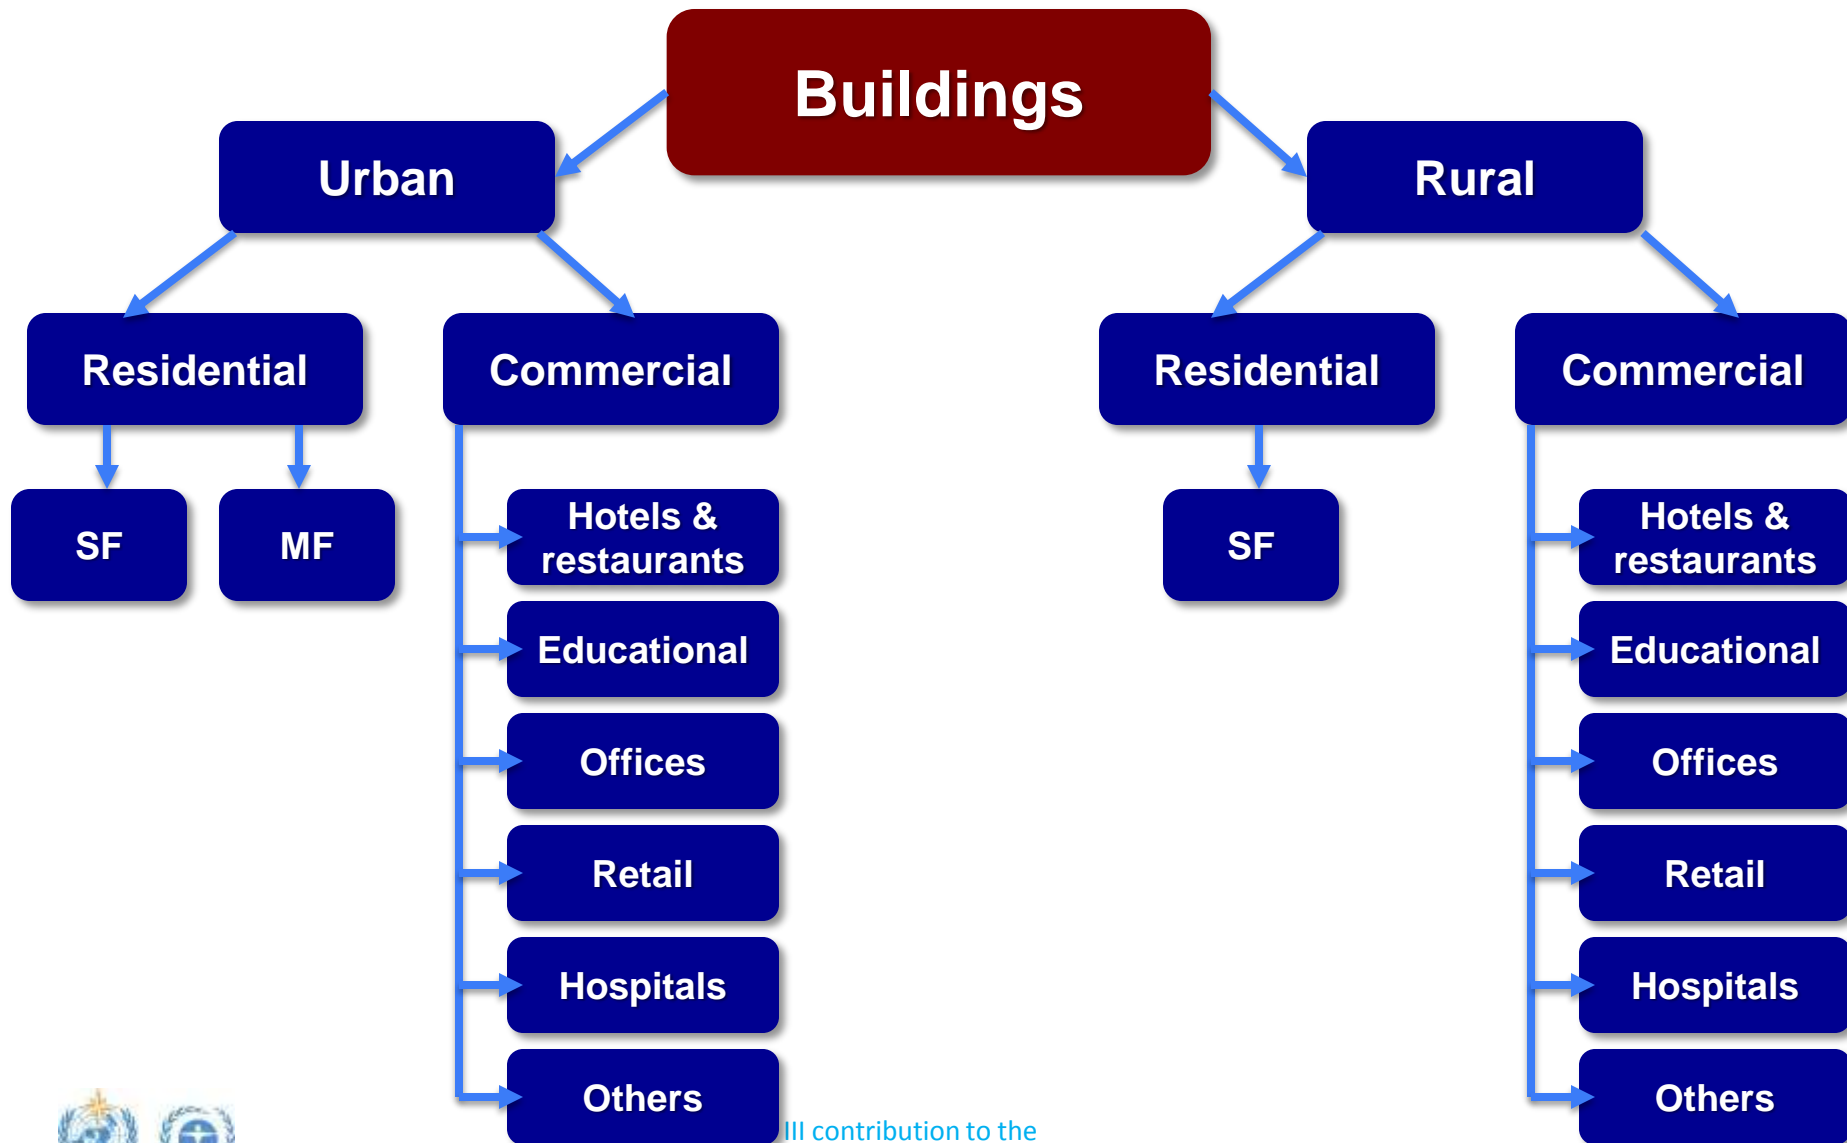 Buildings
Urban
Rural
Residential
Commercial
Residential
Commercial
SF
MF
Hotels &
restaurants
Educational
Offices
Retail
Hospitals
Others
SF
Hotels &
restaurants
Educational
Offices
Retail
Hospitals
Others
III contribution to the